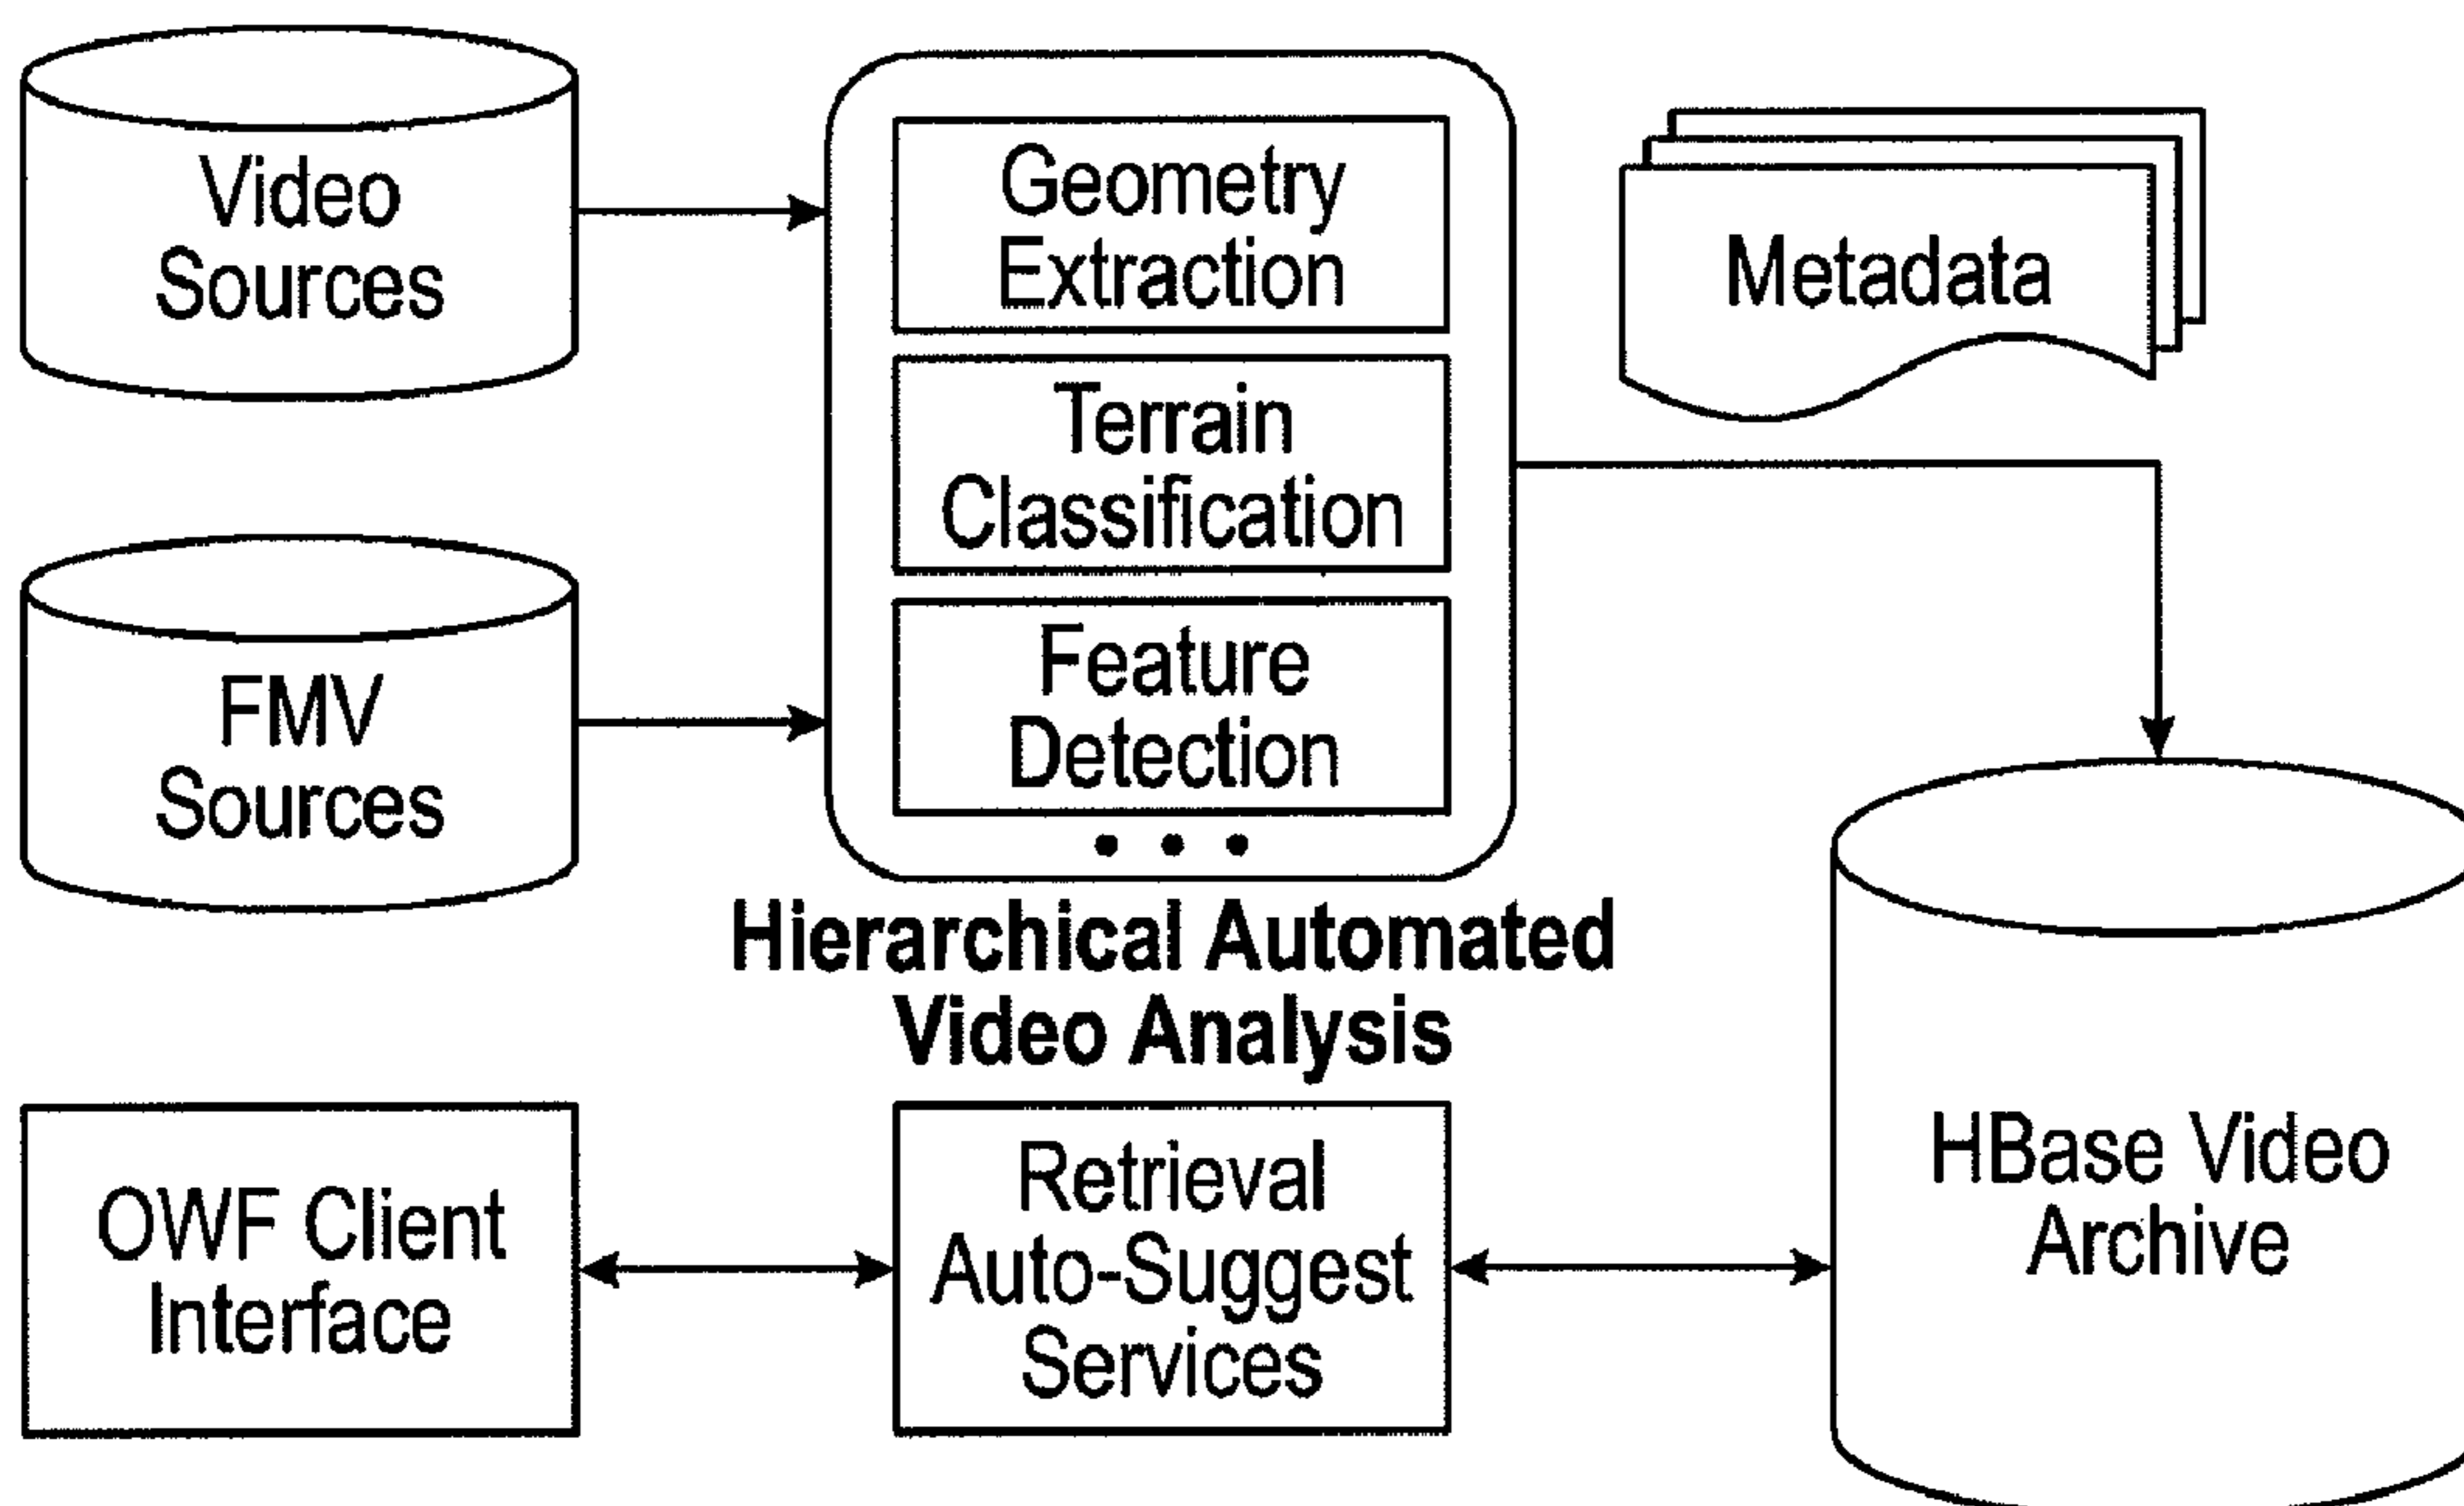 Video
Sources
Geometry
Extraction
Metadata
Terrain
Classification
FMV
Sources
Feature
Detection
Hierarchical Automated
Video Analysis
OWF Client
Interface
Retrieval
Auto-Suggest
Services
HBase Video
Archive